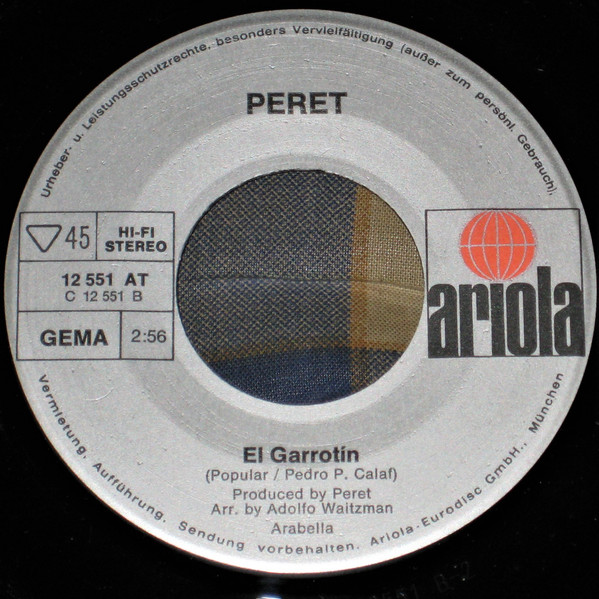 Urheber- u. Leistungsschutzrechte, besonders Vervielfältigung (außer zum persönl. Gebrauch),
PERET
45
HI-FI
STEREO
12 551 AT
C 12 551 B
GEMA
2:56
ariola
El Garrotín
(Popular / Pedro P. Calaf)
Produced by Peret
Arr. by Adolfo Waitzman
Arabella
Vermietung, Aufführung, Sendung vorbehalten. Ariola-Eurodisc GmbH., München